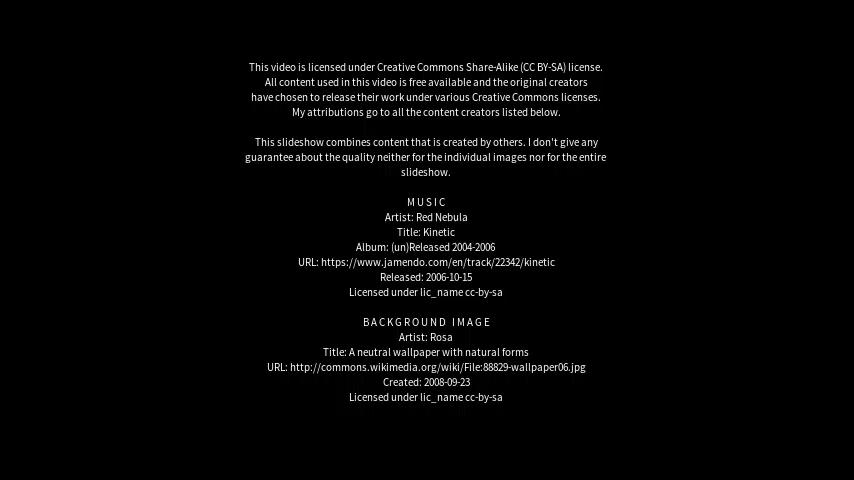 This video is licensed under Creative Commons Share-Alike (CC BY-SA) license.
All content used in this video is free available and the original creators
have chosen to release their work under various Creative Commons licenses.
My attributions go to all the content creators listed below.
This slideshow combines content that is created by others. I don't give any
guarantee about the quality neither for the individual images nor for the entire
slideshow.
MUSIC
Artist: Red Nebula
Title: Kinetic
Album: (un)Released 2004-2006
URL: https://www.jamendo.com/en/track/22342/kinetic
Released: 2006-10-15
Licensed under lic_name cc-by-sa
BACKGROUND IMAGE
Artist: Rosa
Title: A neutral wallpaper with natural forms
URL: http://commons.wikimedia.org/wiki/File:88829-wallpaper06.jpg
Created: 2008-09-23
Licensed under lic_name cc-by-sa